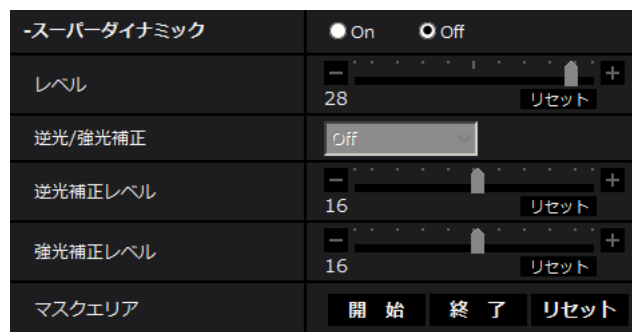 -スーパーダイナミック On Off
レベル - +
28 リセット
逆光/強光補正 Off
逆光補正レベル - +
16 リセット
強光補正レベル - +
16 リセット
マスクエリア 開 始 終 了 リセット